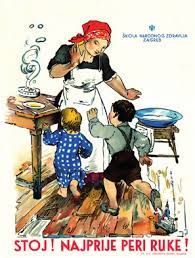 ŠKOLA NARODNOG ZDRAVLJA
ZAGREB
STOJ! NAJPRIJE PERI RUKE!